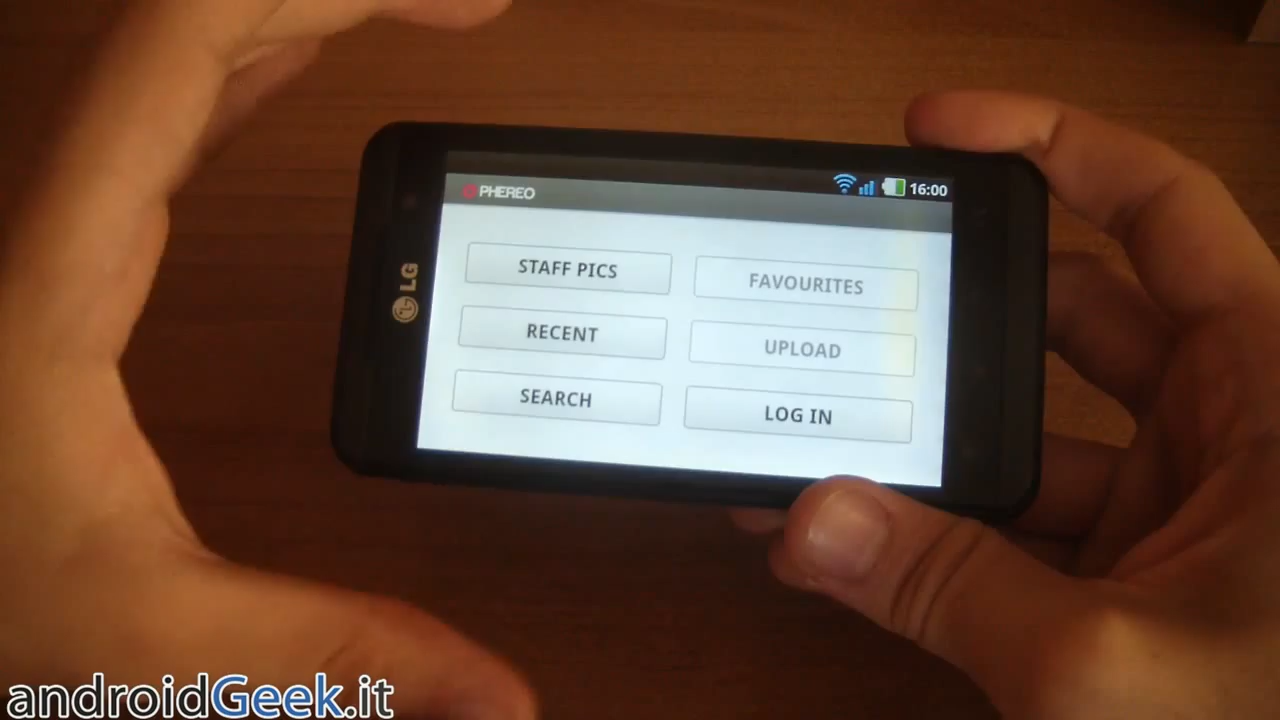 PHEREO
16:00
STAFF PICS
FAVOURITES
RECENT
UPLOAD
SEARCH
LOG IN
LG
androidGeek.it